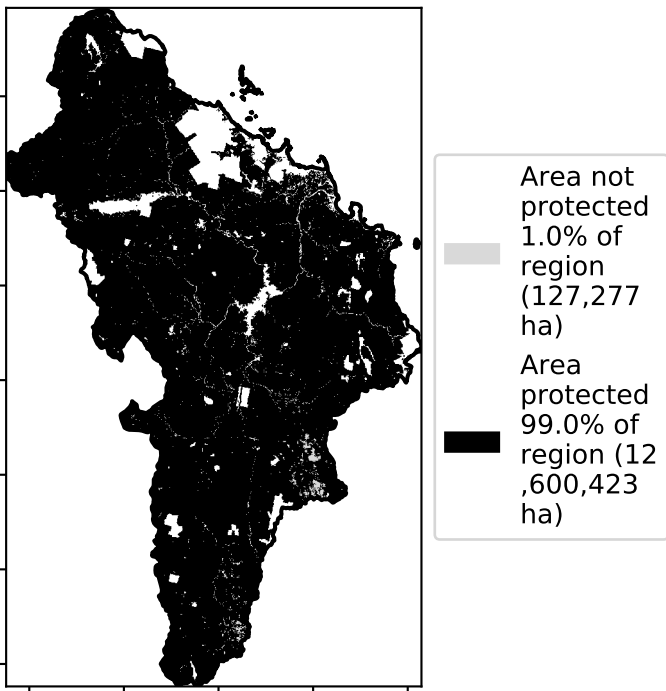 Area not
protected
1.0% of
region
(127,277
ha)
Area
protected
99.0% of
region (12
,600,423
ha)